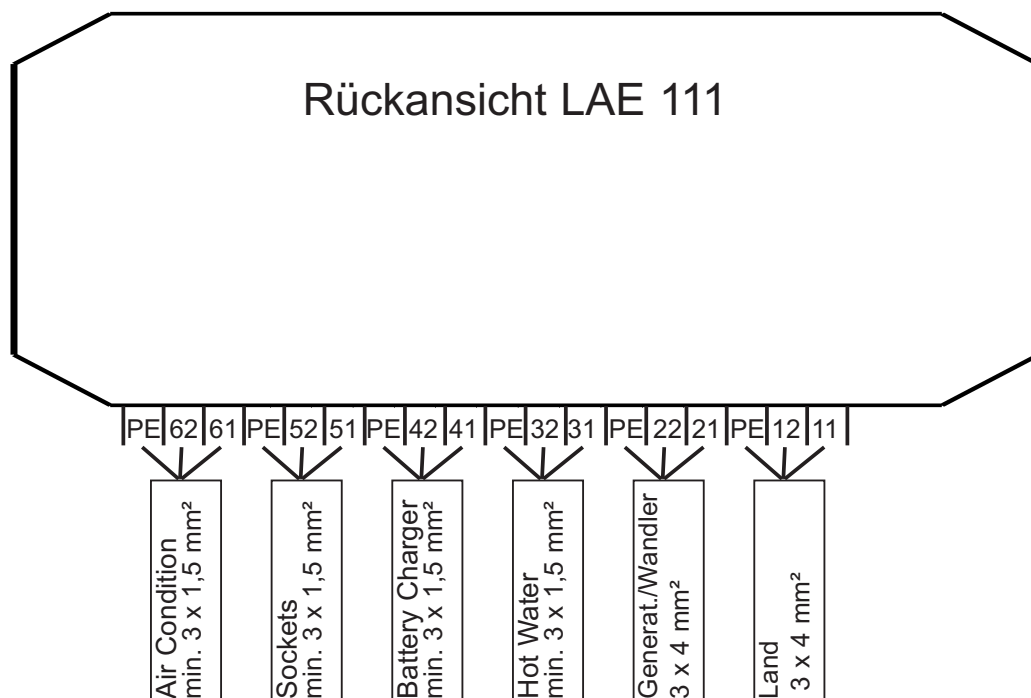 Rückansicht LAE 111
PE 62 61 PE 52 51 PE 42 41 PE 32 31 PE 22 21 PE 12 11
Air Condition
min. 3 x 1,5 mm²
Sockets
min. 3 x 1,5 mm²
Battery Charger
min. 3 x 1,5 mm²
Hot Water
min. 3 x 1,5 mm²
Generat./Wandler
3 x 4 mm²
Land
3 x 4 mm²